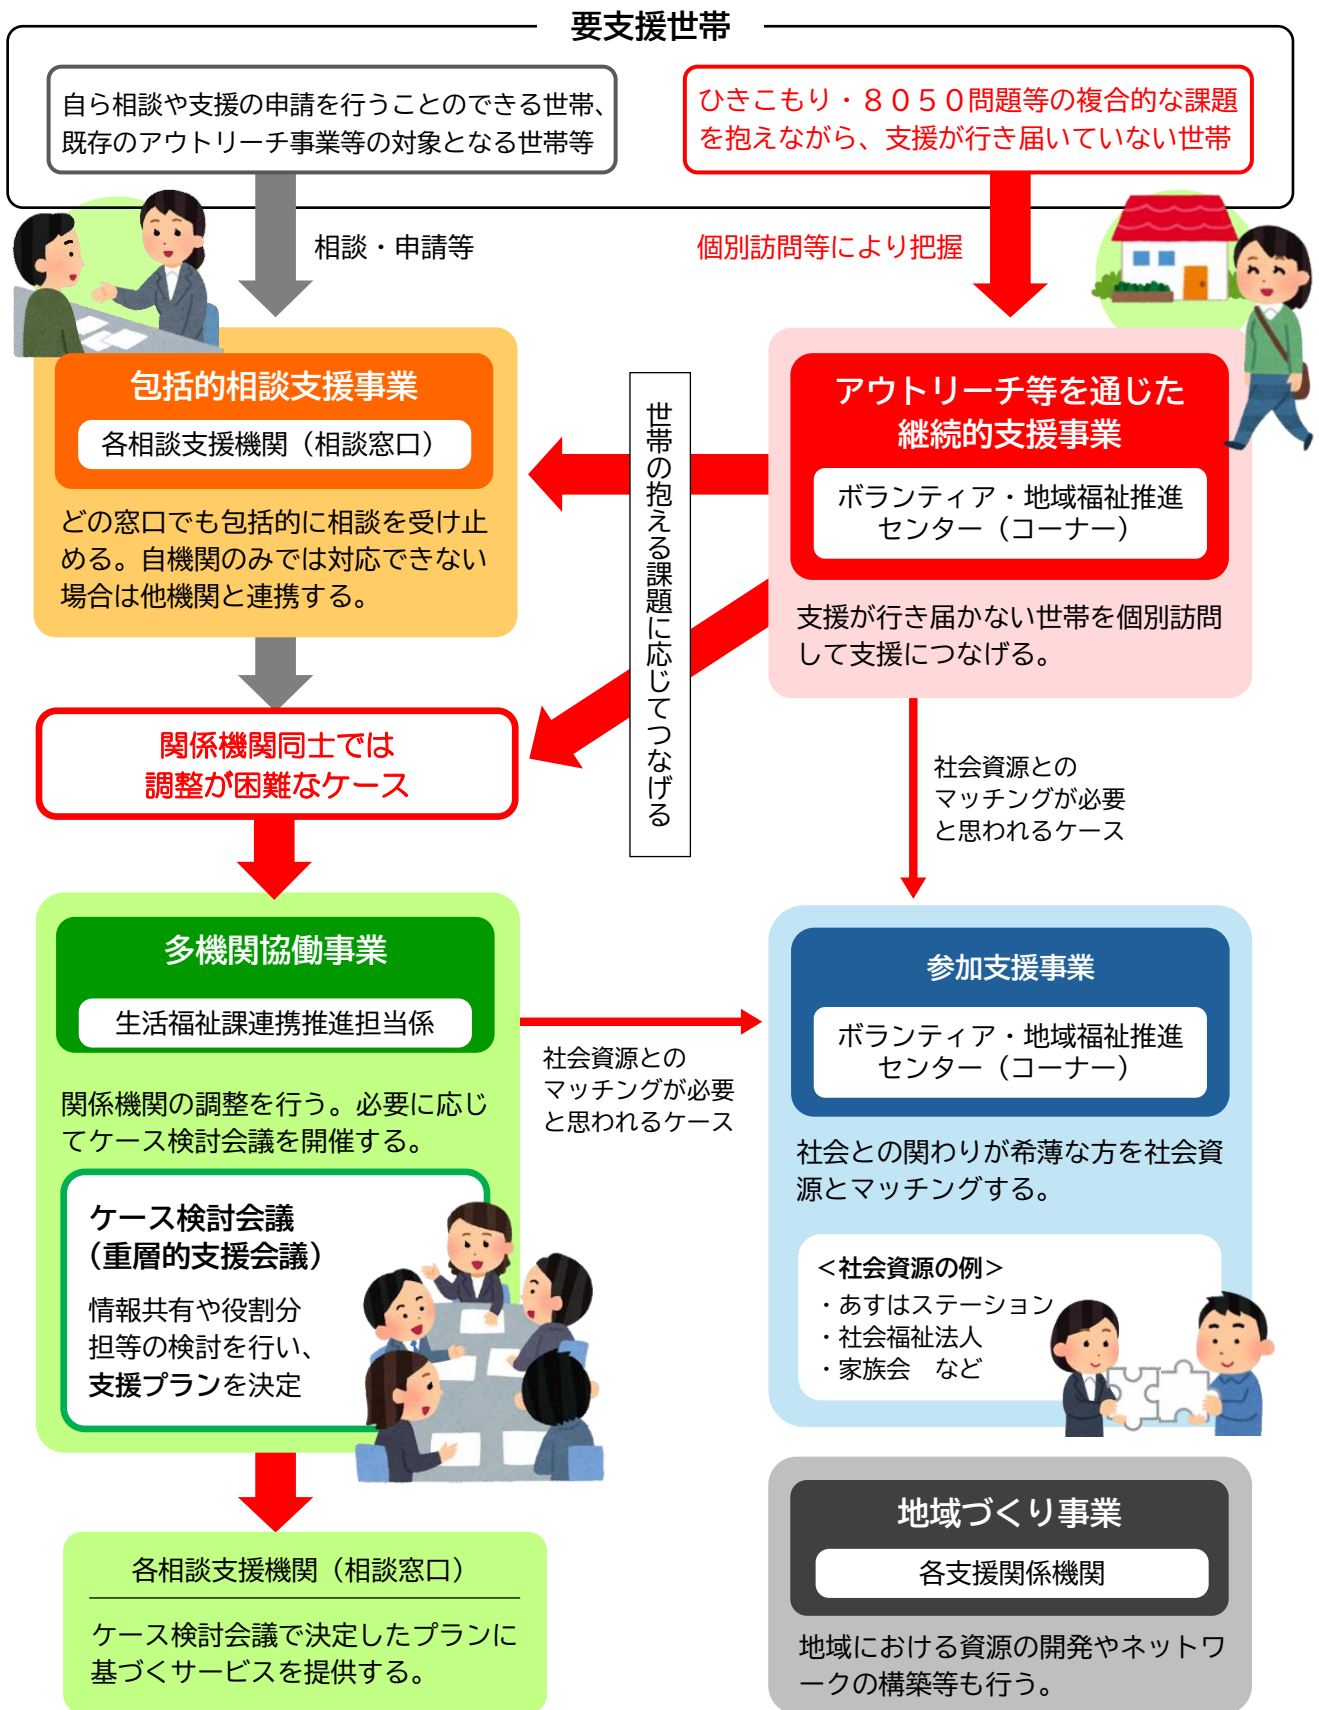 要支援世帯
自ら相談や支援の申請を行うことのできる世帯、
既存のアウトリーチ事業等の対象となる世帯等
ひきこもり・８０５０問題等の複合的な課題
を抱えながら、支援が行き届いていない世帯
相談・申請等
個別訪問等により把握
包括的相談支援事業
各相談支援機関（相談窓口）
どの窓口でも包括的に相談を受け止
める。自機関のみでは対応できない
場合は他機関と連携する。
世帯の抱える課題に応じてつなげる
アウトリーチ等を通じた
継続的支援事業
ボランティア・地域福祉推進
センター（コーナー）
支援が行き届かない世帯を個別訪問
して支援につなげる。
関係機関同士では
調整が困難なケース
社会資源との
マッチングが必要
と思われるケース
多機関協働事業
生活福祉課連携推進担当係
関係機関の調整を行う。必要に応じ
てケース検討会議を開催する。
ケース検討会議
（重層的支援会議）
情報共有や役割分
担等の検討を行い、
支援プランを決定
社会資源との
マッチングが必要
と思われるケース
参加支援事業
ボランティア・地域福祉推進
センター（コーナー）
社会との関わりが希薄な方を社会資
源とマッチングする。
＜社会資源の例＞
・あすはステーション
・社会福祉法人
・家族会　など
各相談支援機関（相談窓口）
ケース検討会議で決定したプランに
基づくサービスを提供する。
地域づくり事業
各支援関係機関
地域における資源の開発やネットワ
ークの構築等も行う。